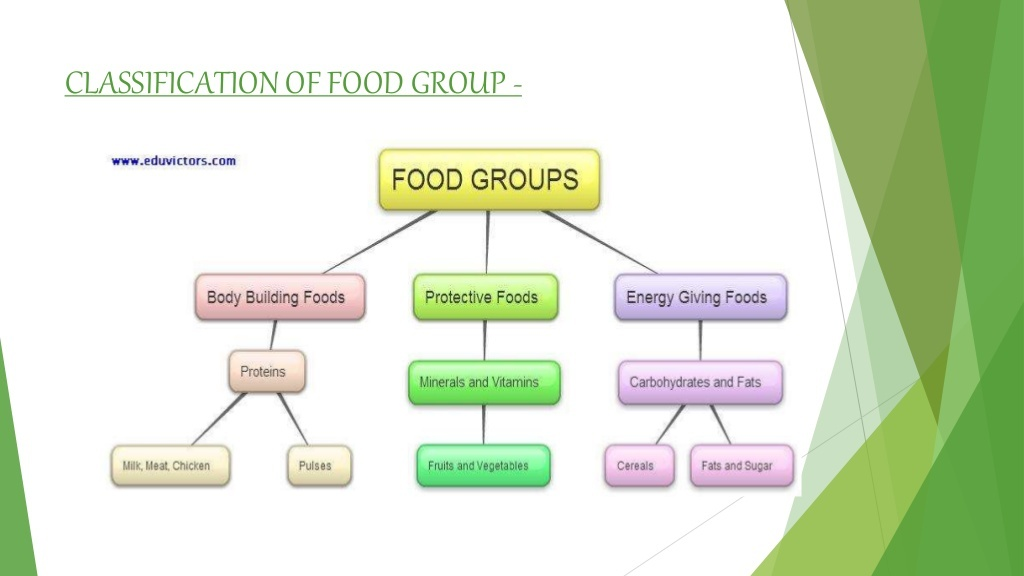 CLASSIFICATION OF FOOD GROUP -
www.eduvictors.com
FOOD GROUPS
Body Building Foods
Protective Foods
Energy Giving Foods
Proteins
Minerals and Vitamins
Carbohydrates and Fats
Milk, Meat, Chicken
Pulses
Fruits and Vegetables
Cereals
Fats and Sugar